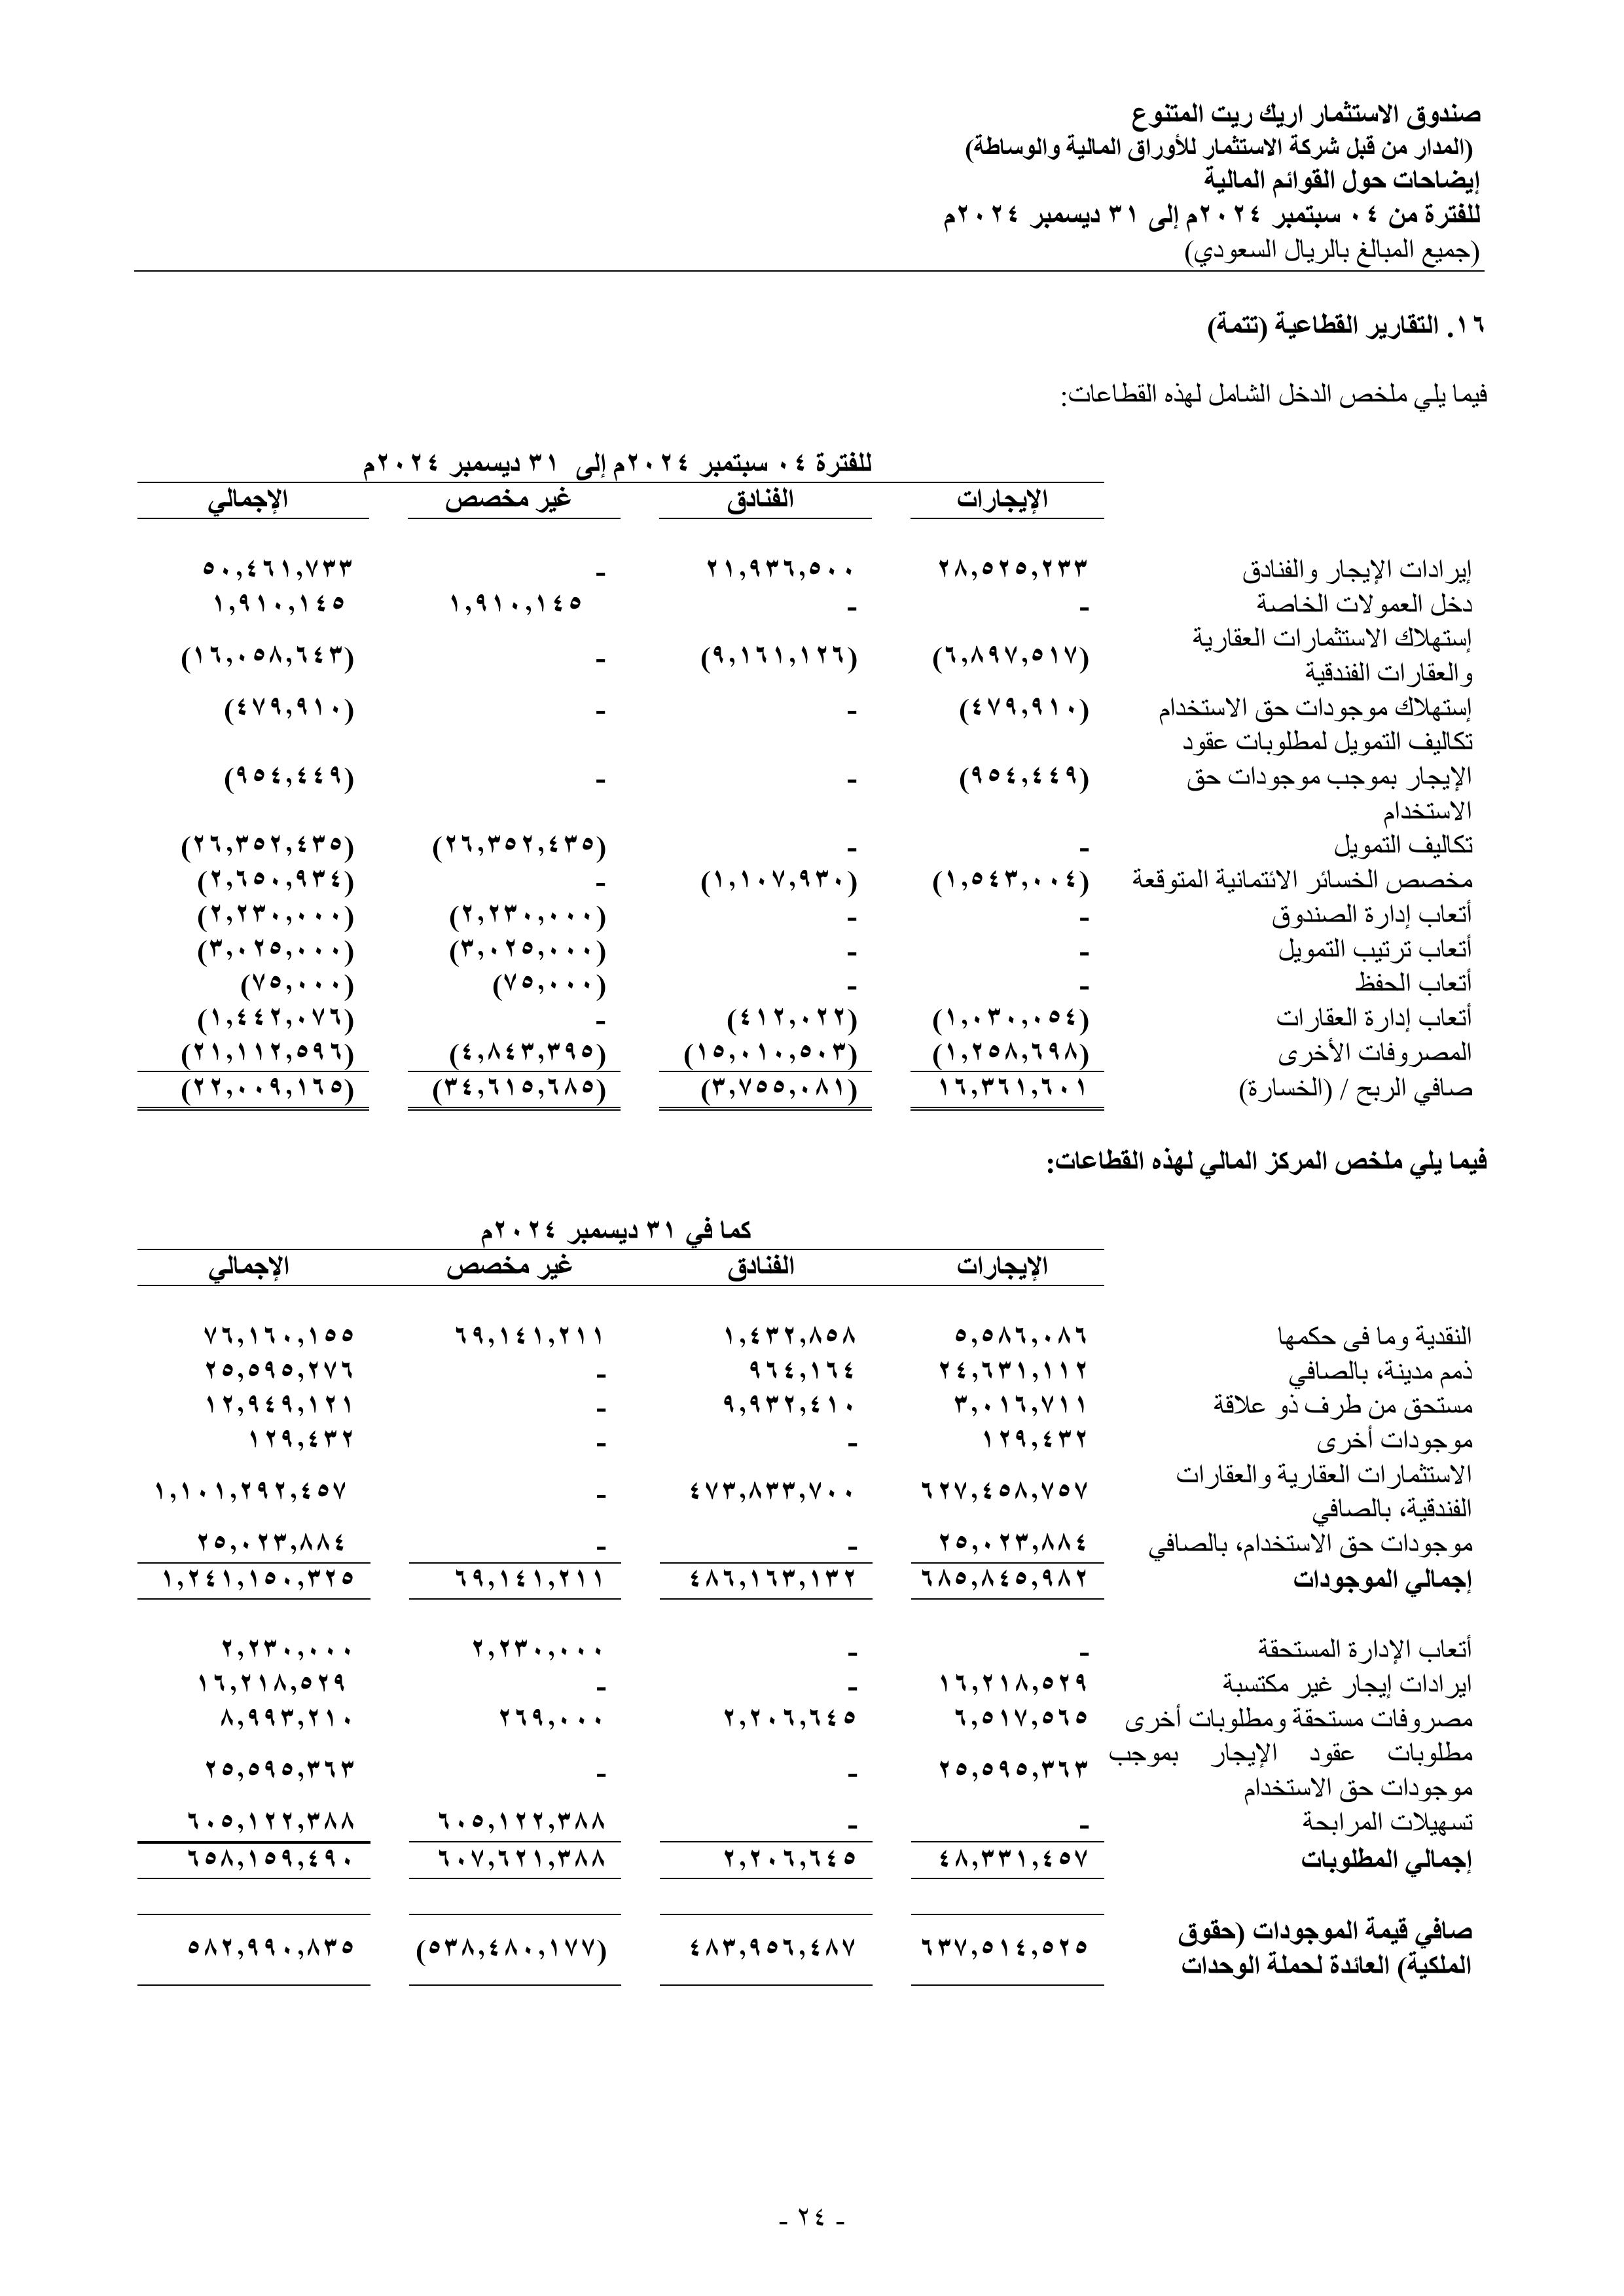 صندوق الاستثمار اريك ريت المتنوع
(المدار من قبل شركة الاستثمار للأوراق المالية والوساطة)
إيضاحات حول القوائم المالية
للفترة من ٠٤ سبتمبر ٢٠٢٤م إلى ٣١ ديسمبر ٢٠٢٤م
(جميع المبالغ بالريال السعودي)
١٦. التقارير القطاعية (تتمة)
فيما يلي ملخص الدخل الشامل لهذه القطاعات:
للفترة ٠٤ سبتمبر ٢٠٢٤م إلى ٣١ ديسمبر ٢٠٢٤م
الإيجارات الفنادق غير مخصص الإجمالي
إيرادات الإيجار والفنادق ٢٨,٥٢٥,٢٣٣ ٢١,٩٣٦,٥٠٠ - ٥٠,٤٦١,٧٣٣
دخل العمولات الخاصة - - ١,٩١٠,١٤٥ ١,٩١٠,١٤٥
إستهلاك الاستثمارات العقارية
والعقارات الفندقية (٦,٨٩٧,٥١٧) (٩,١٦١,١٢٦) - (١٦,٠٥٨,٦٤٣)
إستهلاك موجودات حق الاستخدام (٤٧٩,٩١٠) - - (٤٧٩,٩١٠)
تكاليف التمويل لمطلوبات عقود
الإيجار بموجب موجودات حق (٩٥٤,٤٤٩) - - (٩٥٤,٤٤٩)
الاستخدام
تكاليف التمويل - - (٢٦,٣٥٢,٤٣٥) (٢٦,٣٥٢,٤٣٥)
مخصص الخسائر الائتمانية المتوقعة (١,٥٤٣,٠٠٤) (١,١٠٧,٩٣٠) - (٢,٦٥٠,٩٣٤)
أتعاب إدارة الصندوق - - (٢,٢٣٠,٠٠٠) (٢,٢٣٠,٠٠٠)
أتعاب ترتيب التمويل - - (٣,٠٢٥,٠٠٠) (٣,٠٢٥,٠٠٠)
أتعاب الحفظ - - (٧٥,٠٠٠) (٧٥,٠٠٠)
أتعاب إدارة العقارات (١,٠٣٠,٠٥٤) (٤١٢,٠٢٢) - (١,٤٤٢,٠٧٦)
المصروفات الأخرى (١,٢٥٨,٦٩٨) (١٥,٠١٠,٥٠٣) (٤,٨٤٣,٣٩٥) (٢١,١١٢,٥٩٦)
صافي الربح / (الخسارة) ١٦,٣٦١,٦٠١ (٣,٧٥٥,٠٨١) (٣٤,٦١٥,٦٨٥) (٢٢,٠٠٩,١٦٥)
فيما يلي ملخص المركز المالي لهذه القطاعات:
كما في ٣١ ديسمبر ٢٠٢٤م
الإيجارات الفنادق غير مخصص الإجمالي
النقدية وما فى حكمها ٥,٥٨٦,٠٨٦ ١,٤٣٢,٨٥٨ ٦٩,١٤١,٢١١ ٧٦,١٦٠,١٥٥
ذمم مدينة، بالصافي ٢٤,٦٣١,١١٢ ٩٦٤,١٦٤ - ٢٥,٥٩٥,٢٧٦
مستحق من طرف ذو علاقة ٣,٠١٦,٧١١ ٩,٩٣٢,٤١٠ - ١٢,٩٤٩,١٢١
موجودات أخرى ١٢٩,٤٣٢ - - ١٢٩,٤٣٢
الاستثمارات العقارية والعقارات
الفندقية، بالصافي ٦٢٧,٤٥٨,٧٥٧ ٤٧٣,٨٣٣,٧٠٠ - ١,١٠١,٢٩٢,٤٥٧
موجودات حق الاستخدام، بالصافي ٢٥,٠٢٣,٨٨٤ - - ٢٥,٠٢٣,٨٨٤
إجمالي الموجودات ٦٨٥,٨٤٥,٩٨٢ ٤٨٦,١٦٣,١٣٢ ٦٩,١٤١,٢١١ ١,٢٤١,١٥٠,٣٢٥
أتعاب الإدارة المستحقة - - ٢,٢٣٠,٠٠٠ ٢,٢٣٠,٠٠٠
ايرادات إيجار غير مكتسبة ١٦,٢١٨,٥٢٩ - - ١٦,٢١٨,٥٢٩
مصروفات مستحقة ومطلوبات أخرى ٦,٥١٧,٥٦٥ ٢,٢٠٦,٦٤٥ ٢٦٩,٠٠٠ ٨,٩٩٣,٢١٠
مطلوبات عقود الإيجار بموجب
موجودات حق الاستخدام ٢٥,٥٩٥,٣٦٣ - - ٢٥,٥٩٥,٣٦٣
تسهيلات المرابحة - - ٦٠٥,١٢٢,٣٨٨ ٦٠٥,١٢٢,٣٨٨
إجمالي المطلوبات ٤٨,٣٣١,٤٥٧ ٢,٢٠٦,٦٤٥ ٦٠٧,٦٢١,٣٨٨ ٦٥٨,١٥٩,٤٩٠
صافي قيمة الموجودات (حقوق
الملكية) العائدة لحملة الوحدات ٦٣٧,٥١٤,٥٢٥ ٤٨٣,٩٥٦,٤٨٧ (٥٣٨,٤٨٠,١٧٧) ٥٨٢,٩٩٠,٨٣٥
- ٢٤ -